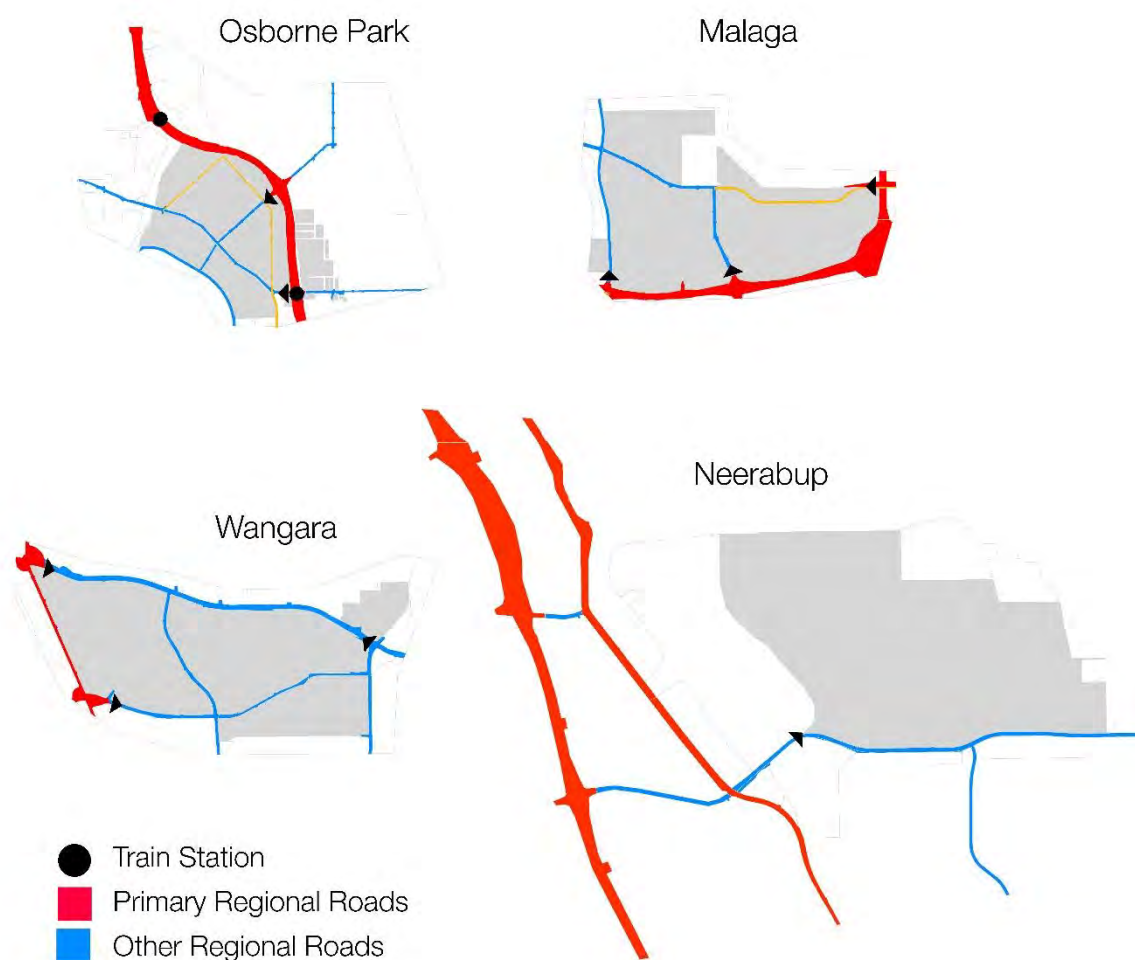 Osborne Park
Malaga
Neerabup
Wangara
Train Station
Primary Regional Roads
Other Regional Roads